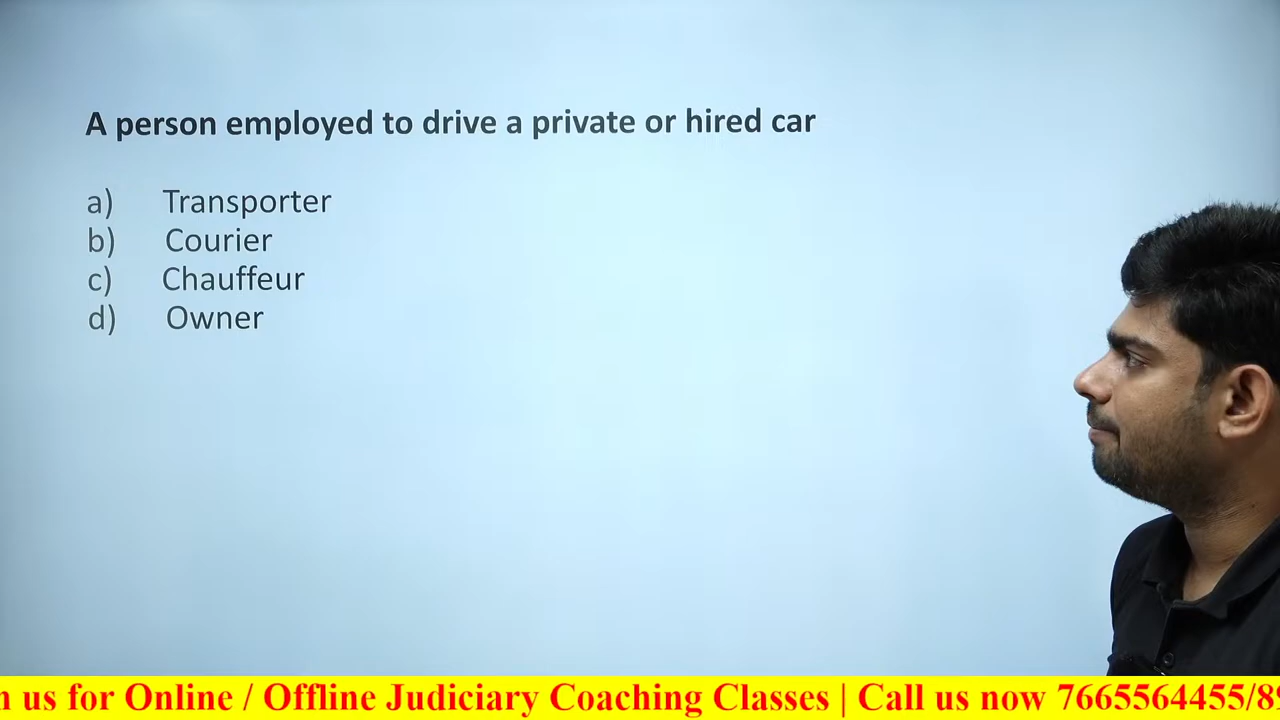 A person employed to drive a private or hired car
a) Transporter
b) Courier
c) Chauffeur
d) Owner
us for Online / Offline Judiciary Coaching Classes | Call us now 7665564455/